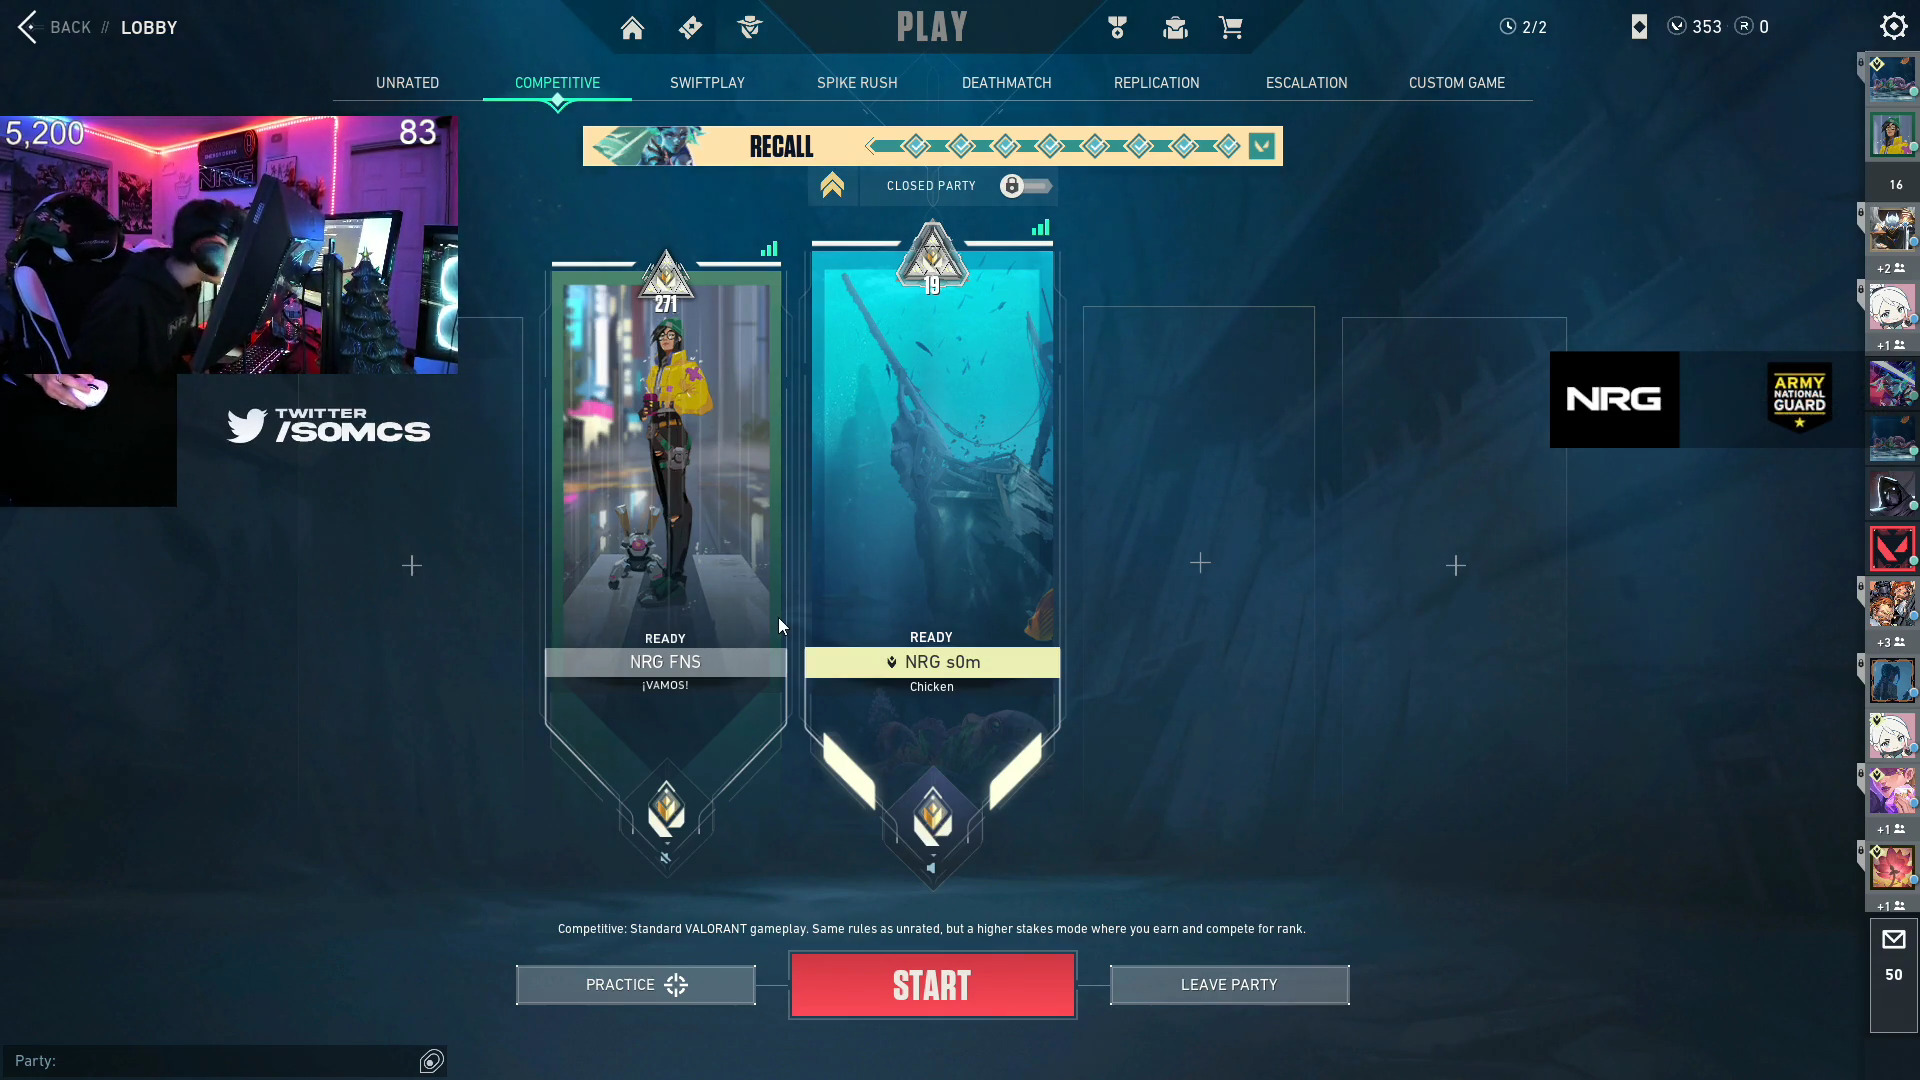 BACK // LOBBY
PLAY
2/2
353
R 0
UNRATED
COMPETITIVE
SWIFTPLAY
SPIKE RUSH
DEATHMATCH
REPLICATION
ESCALATION
CUSTOM GAME
5,200
83
NRG
RECALL
CLOSED PARTY
16
271
19
+2
+1
TWITTER
/SOMCS
NRG
ARMY
NATIONAL
GUARD
READY
NRG FNS
¡VAMOS!
READY
NRG s0m
Chicken
+3
+1
+1
Competitive: Standard VALORANT gameplay. Same rules as unrated, but a higher stakes mode where you earn and compete for rank.
PRACTICE
START
LEAVE PARTY
50
Party: